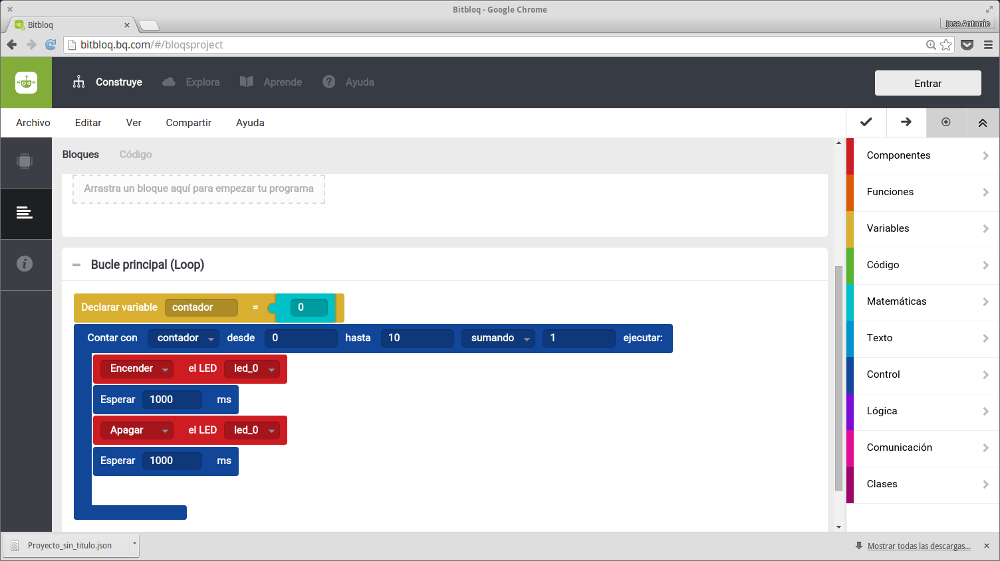 Bitbloq - Google Chrome
Bitbloq
Jose Antonio
bitbloq.bq.com/#/bloqsproject
Construye Explora Aprende Ayuda
Entrar
Archivo Editar Ver Compartir Ayuda
Bloques Código
Arrastra un bloque aquí para empezar tu programa
Bucle principal (Loop)
Declarar variable contador = 0
Contar con contador desde 0 hasta 10 sumando 1 ejecutar:
Encender el LED led_0
Esperar 1000 ms
Apagar el LED led_0
Esperar 1000 ms
Componentes
Funciones
Variables
Código
Matemáticas
Texto
Control
Lógica
Comunicación
Clases
Proyecto_sin_titulo.json
Mostrar todas las descargas...